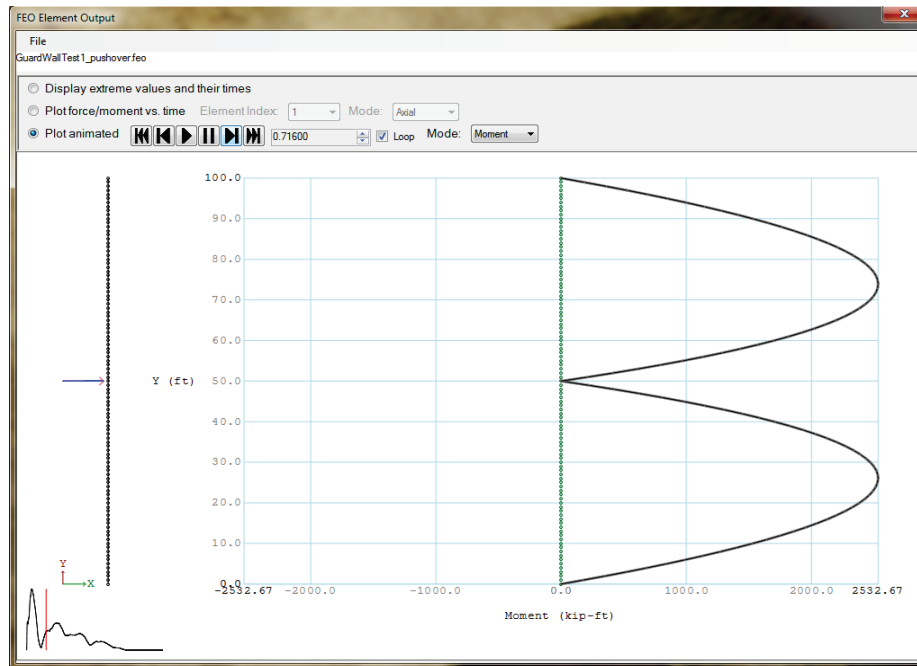 FEO Element Output
File
GuardWallTest1_pushover.feo
Display extreme values and their times
Plot force/moment vs. time Element Index: 1 Mode: Axial
Plot animated 0.71600 Loop Mode: Moment
100.0
90.0
80.0
70.0
60.0
Y (ft) 50.0
40.0
30.0
20.0
10.0
0.0
-2532.67 -2000.0 -1000.0 0.0 1000.0 2000.0 2532.67
Moment (kip-ft)
Y
X